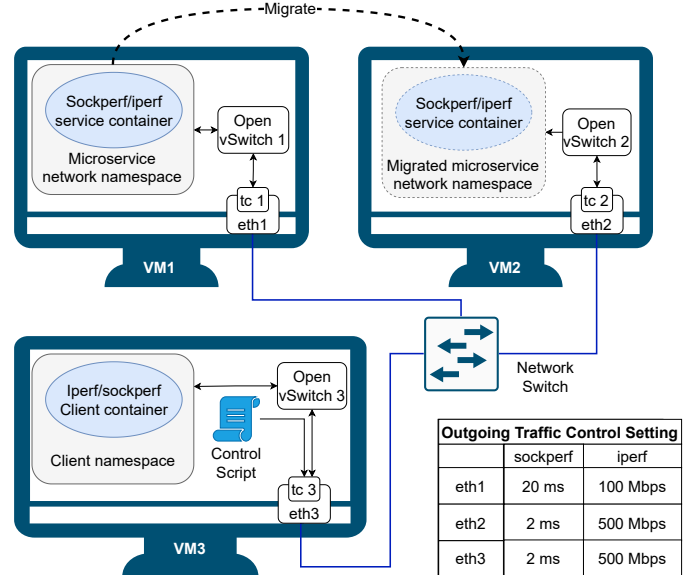 Migrate
Sockperf/iperf
service container
Microservice
network namespace
Open
vSwitch 1
tc 1
eth1
VM1
Sockperf/iperf
service container
Migrated microservice
network namespace
Open
vSwitch 2
tc 2
eth2
VM2
Network
Switch
Iperf/sockperf
Client container
Client namespace
Open
vSwitch 3
Control
Script
tc 3
eth3
VM3
Outgoing Traffic Control Setting
sockperf iperf
eth1 20 ms 100 Mbps
eth2 2 ms 500 Mbps
eth3 2 ms 500 Mbps